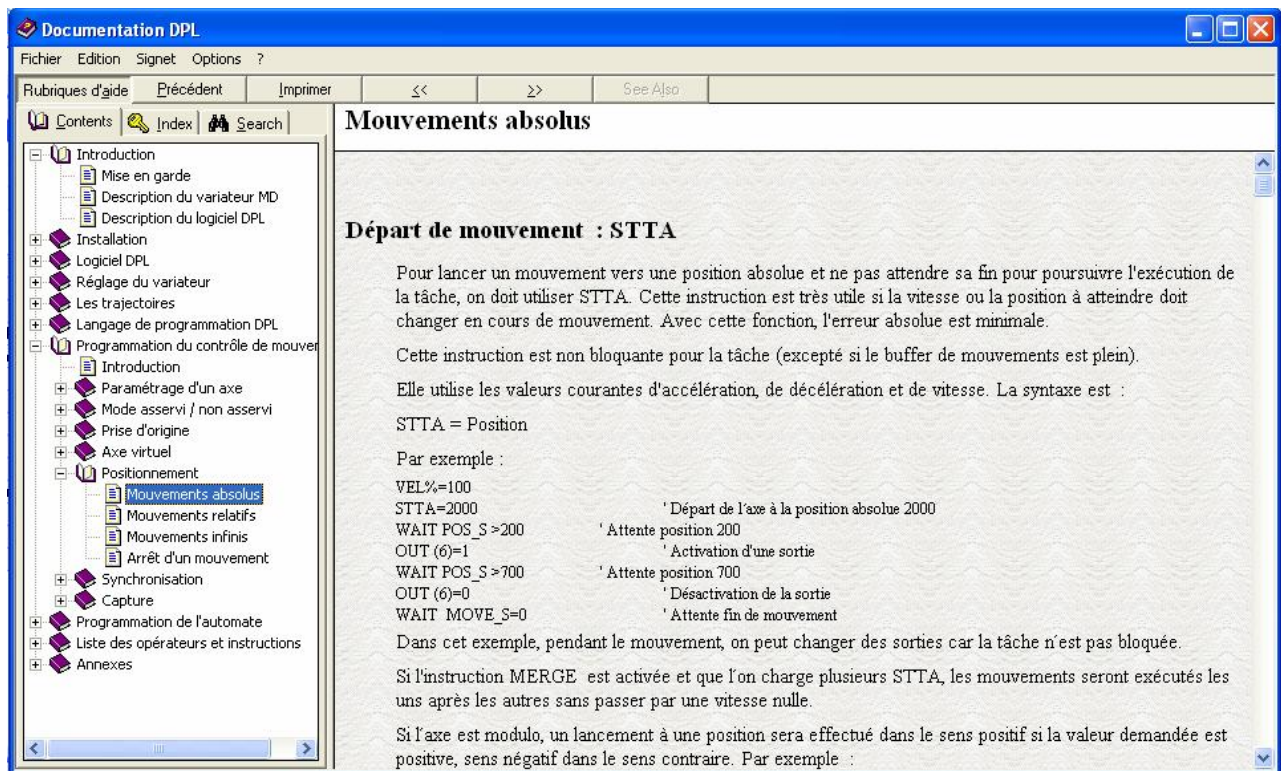 Documentation DPL
Fichier Edition Signet Options ?
Rubriques d'aide Précédent Imprimer << >> See Also
Contents Index Search
Introduction
Mise en garde
Description du variateur MD
Description du logiciel DPL
Installation
Logiciel DPL
Réglage du variateur
Les trajectoires
Langage de programmation DPL
Programmation du contrôle de mouver
Introduction
Paramétrage d'un axe
Mode asservi / non asservi
Prise d'origine
Axe virtuel
Positionnement
Mouvements absolus
Mouvements relatifs
Mouvements infinis
Arrêt d'un mouvement
Synchronisation
Capture
Programmation de l'automate
Liste des opérateurs et instructions
Annexes
Mouvements absolus
Départ de mouvement : STTA
Pour lancer un mouvement vers une position absolue et ne pas attendre sa fin pour poursuivre l'exécution de
la tâche, on doit utiliser STTA. Cette instruction est très utile si la vitesse ou la position à atteindre doit
changer en cours de mouvement. Avec cette fonction, l'erreur absolue est minimale.
Cette instruction est non bloquante pour la tâche (excepté si le buffer de mouvements est plein).
Elle utilise les valeurs courantes d'accélération, de décélération et de vitesse. La syntaxe est :
STTA = Position
Par exemple :
VEL%=100
STTA=2000 ' Départ de l'axe à la position absolue 2000
WAIT POS_S >200 ' Attente position 200
OUT (6)=1 ' Activation d'une sortie
WAIT POS_S >700 ' Attente position 700
OUT (6)=0 ' Désactivation de la sortie
WAIT MOVE_S=0 ' Attente fin de mouvement
Dans cet exemple, pendant le mouvement, on peut changer des sorties car la tâche n'est pas bloquée.
Si l'instruction MERGE est activée et que l'on charge plusieurs STTA, les mouvements seront exécutés les
uns après les autres sans passer par une vitesse nulle.
Si l'axe est modulo, un lancement à une position sera effectué dans le sens positif si la valeur demandée est
positive, sens négatif dans le sens contraire. Par exemple :